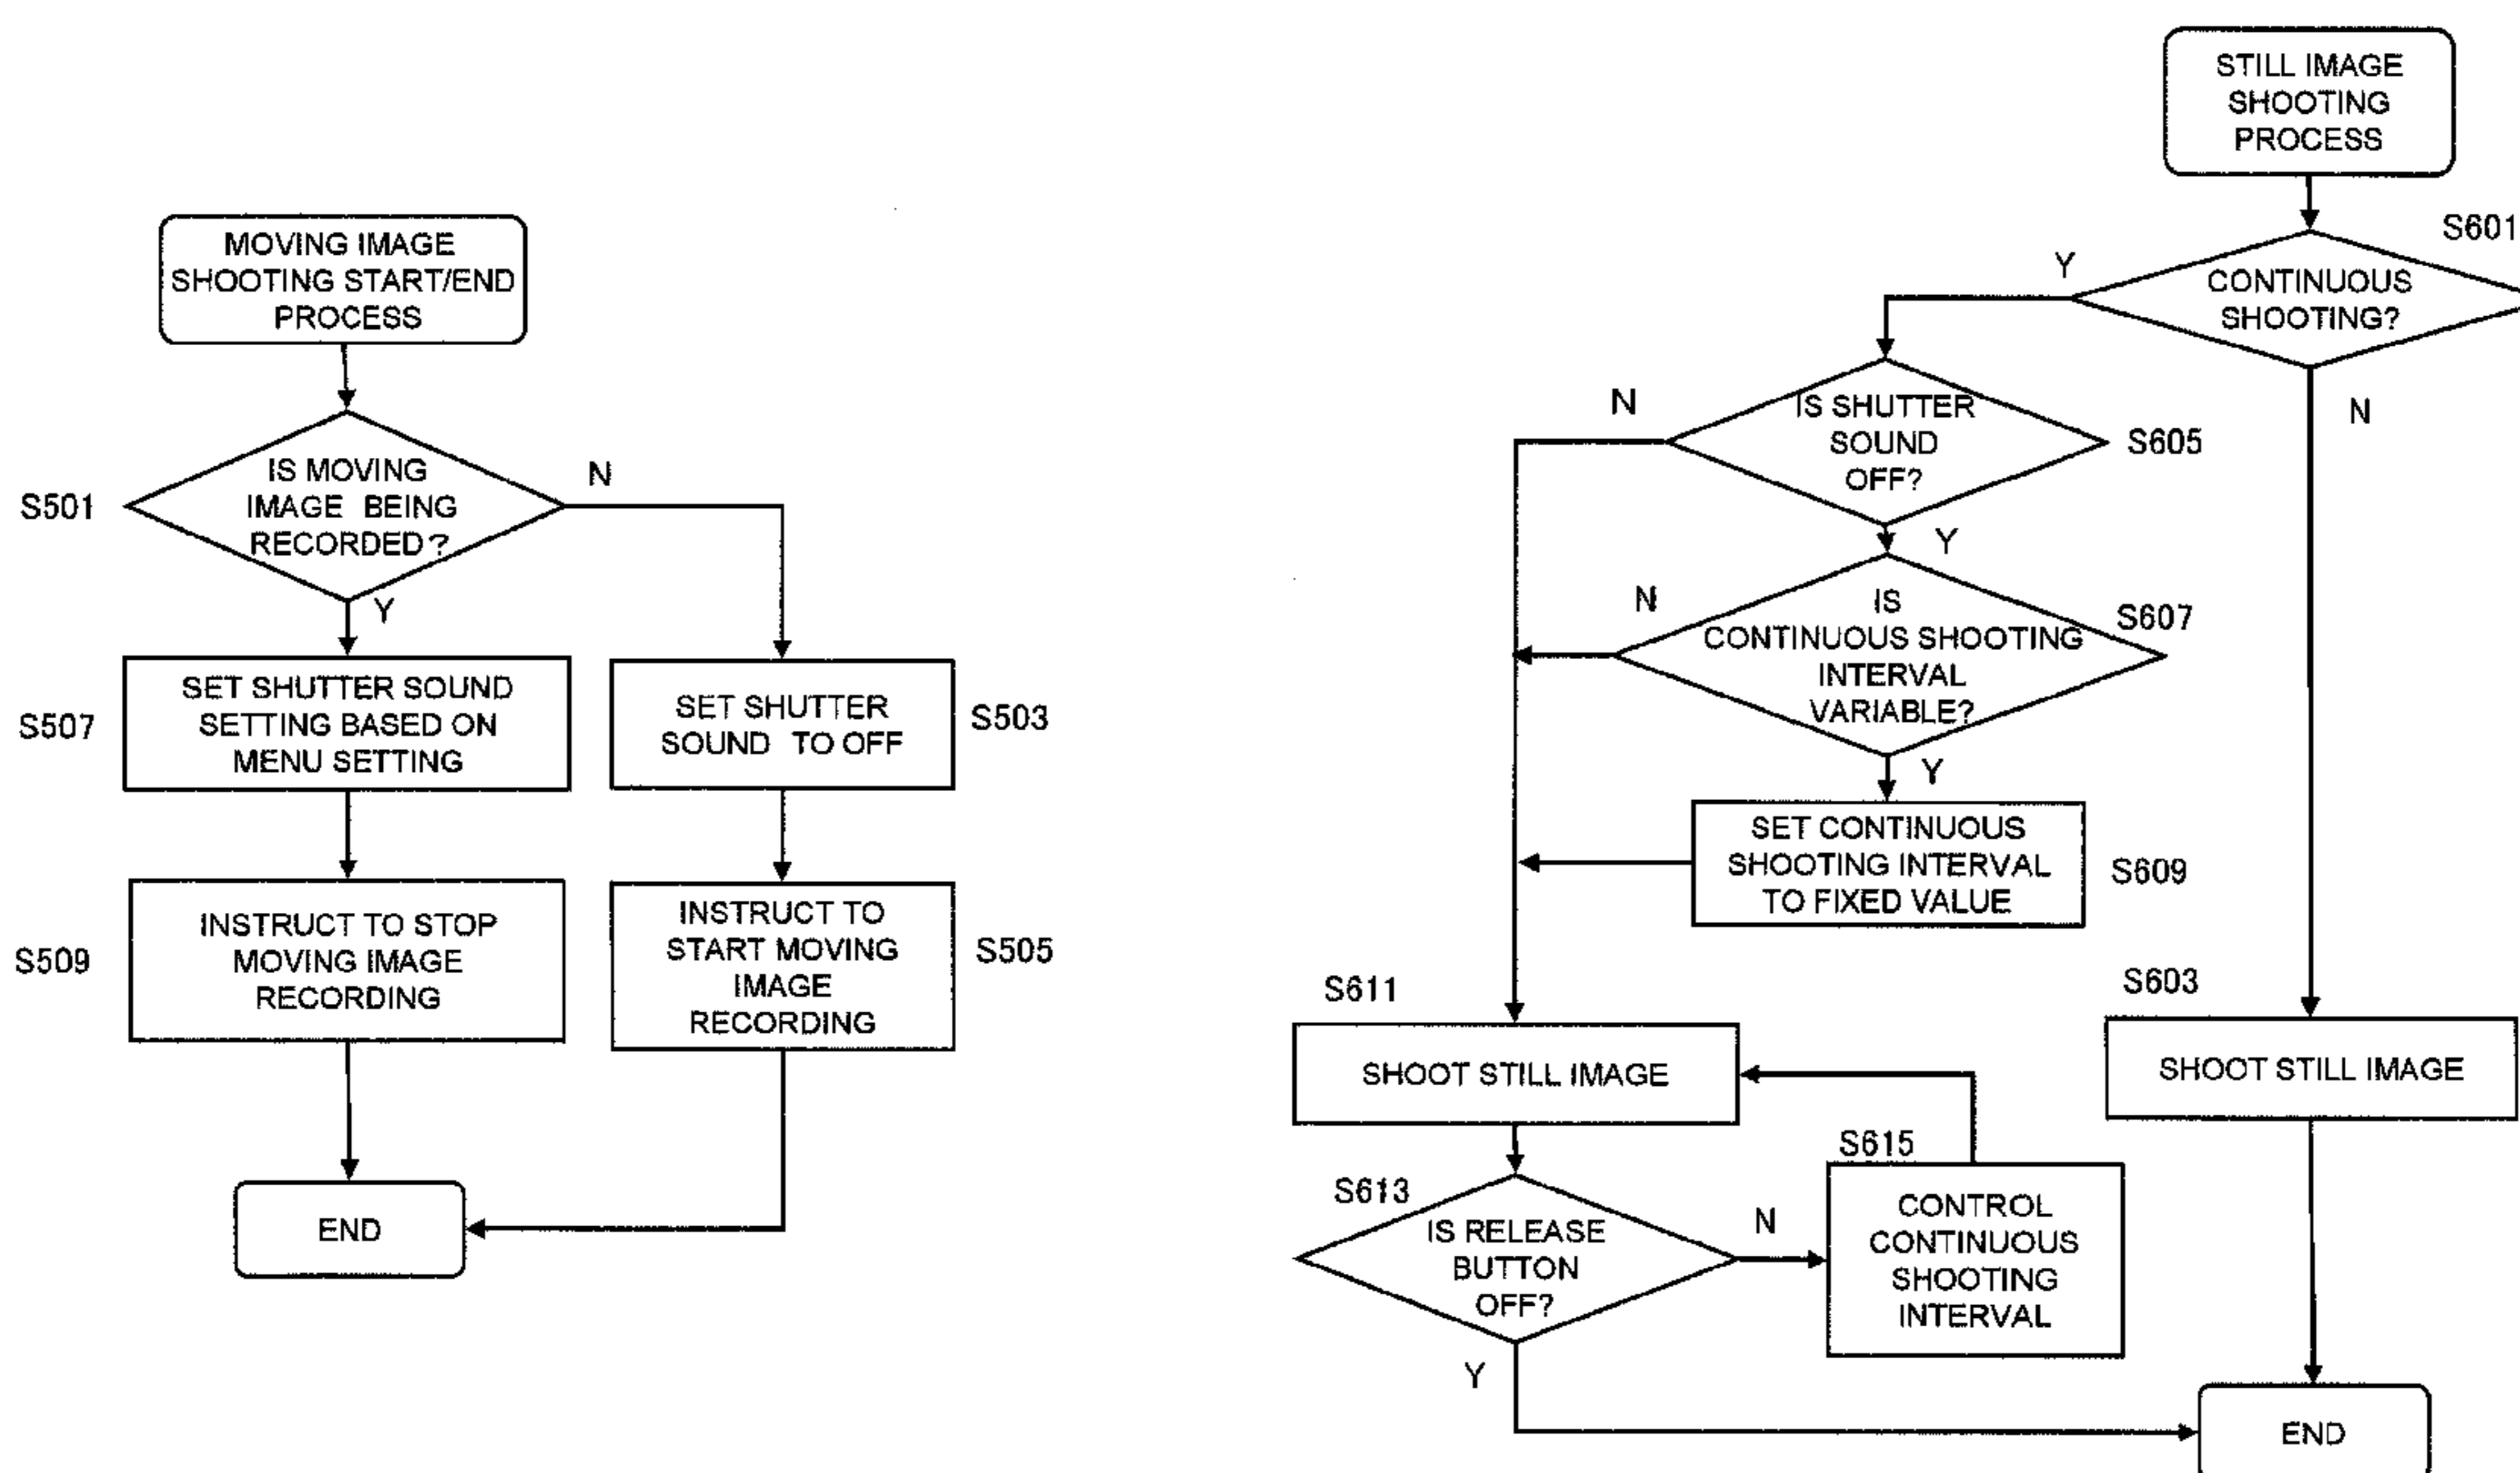 MOVING IMAGE
SHOOTING START/END
PROCESS
S501
IS MOVING
IMAGE BEING
RECORDED?
N
Y
S507
SET SHUTTER SOUND
SETTING BASED ON
MENU SETTING
SET SHUTTER
SOUND TO OFF
S503
S509
INSTRUCT TO STOP
MOVING IMAGE
RECORDING
INSTRUCT TO
START MOVING
IMAGE
RECORDING
S505
END
STILL IMAGE
SHOOTING
PROCESS
S601
CONTINUOUS
SHOOTING?
Y
N
IS SHUTTER
SOUND
OFF?
S605
N
Y
IS
CONTINUOUS SHOOTING
INTERVAL
VARIABLE?
S607
N
Y
SET CONTINUOUS
SHOOTING INTERVAL
TO FIXED VALUE
S609
S611
SHOOT STILL IMAGE
S603
SHOOT STILL IMAGE
S613
IS RELEASE
BUTTON
OFF?
N
Y
S615
CONTROL
CONTINUOUS
SHOOTING
INTERVAL
END